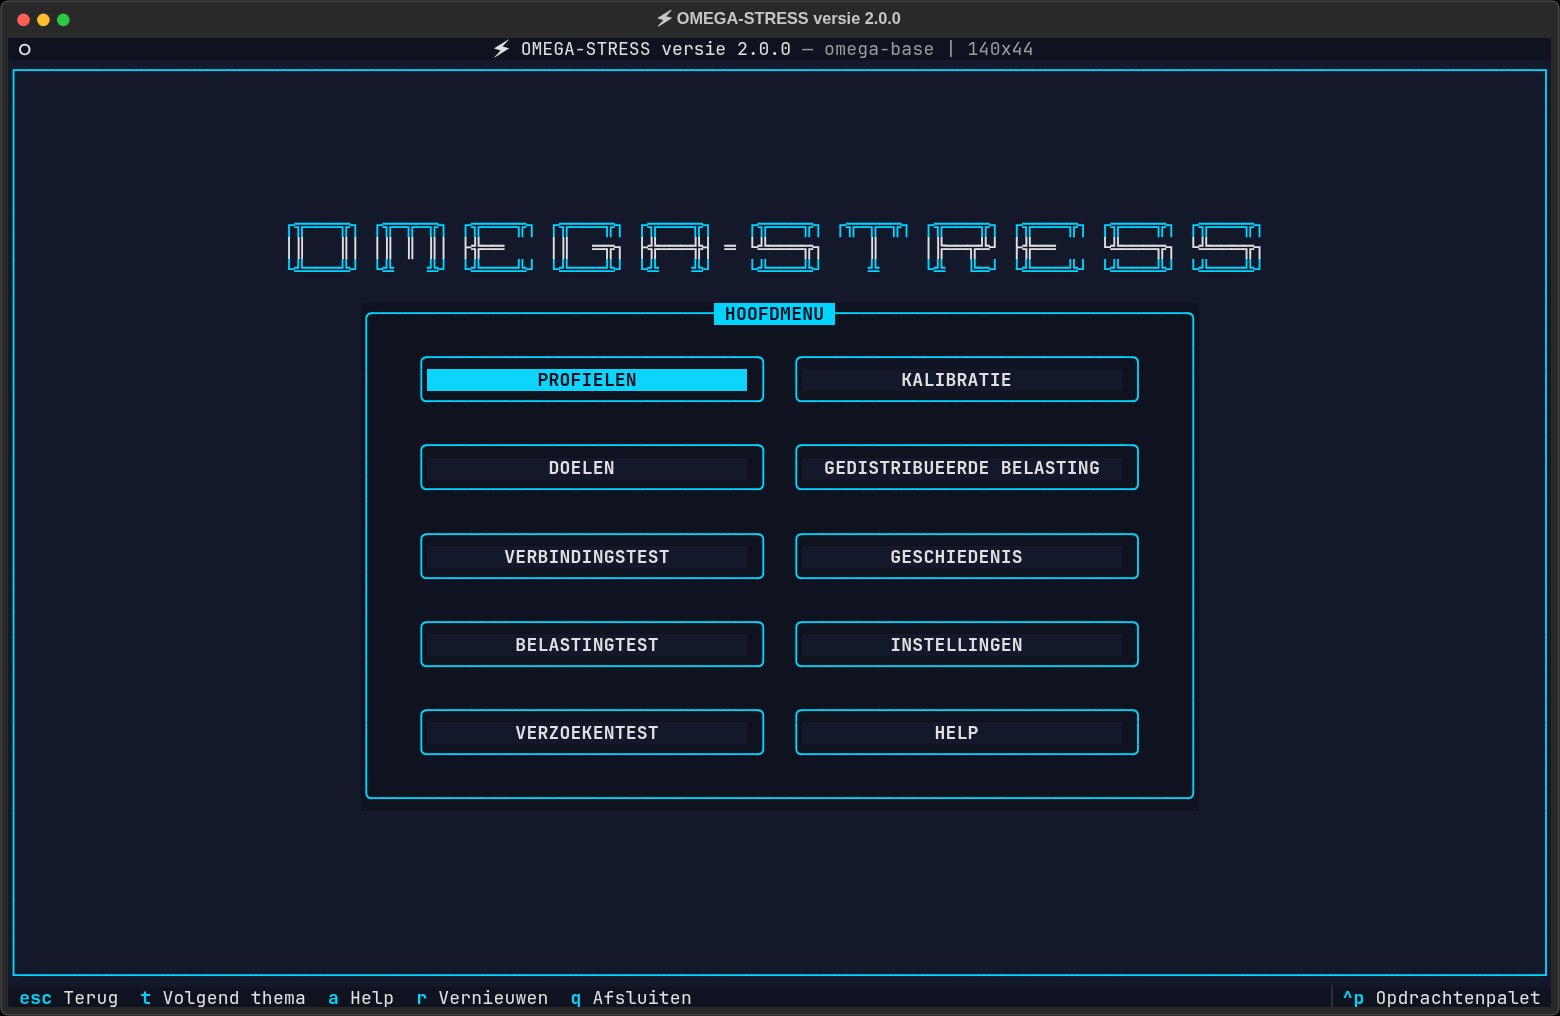 ⚡ OMEGA-STRESS versie 2.0.0
⚡ OMEGA-STRESS versie 2.0.0 — omega-base | 140x44
OMEGA-STRESS
HOOFDMENU
PROFIELEN KALIBRATIE
DOELEN GEDISTRIBUEERDE BELASTING
VERBINDINGSTEST GESCHIEDENIS
BELASTINGTEST INSTELLINGEN
VERZOEKENTEST HELP
esc Terug t Volgend thema a Help r Vernieuwen q Afsluiten ^p Opdrachtenpalet